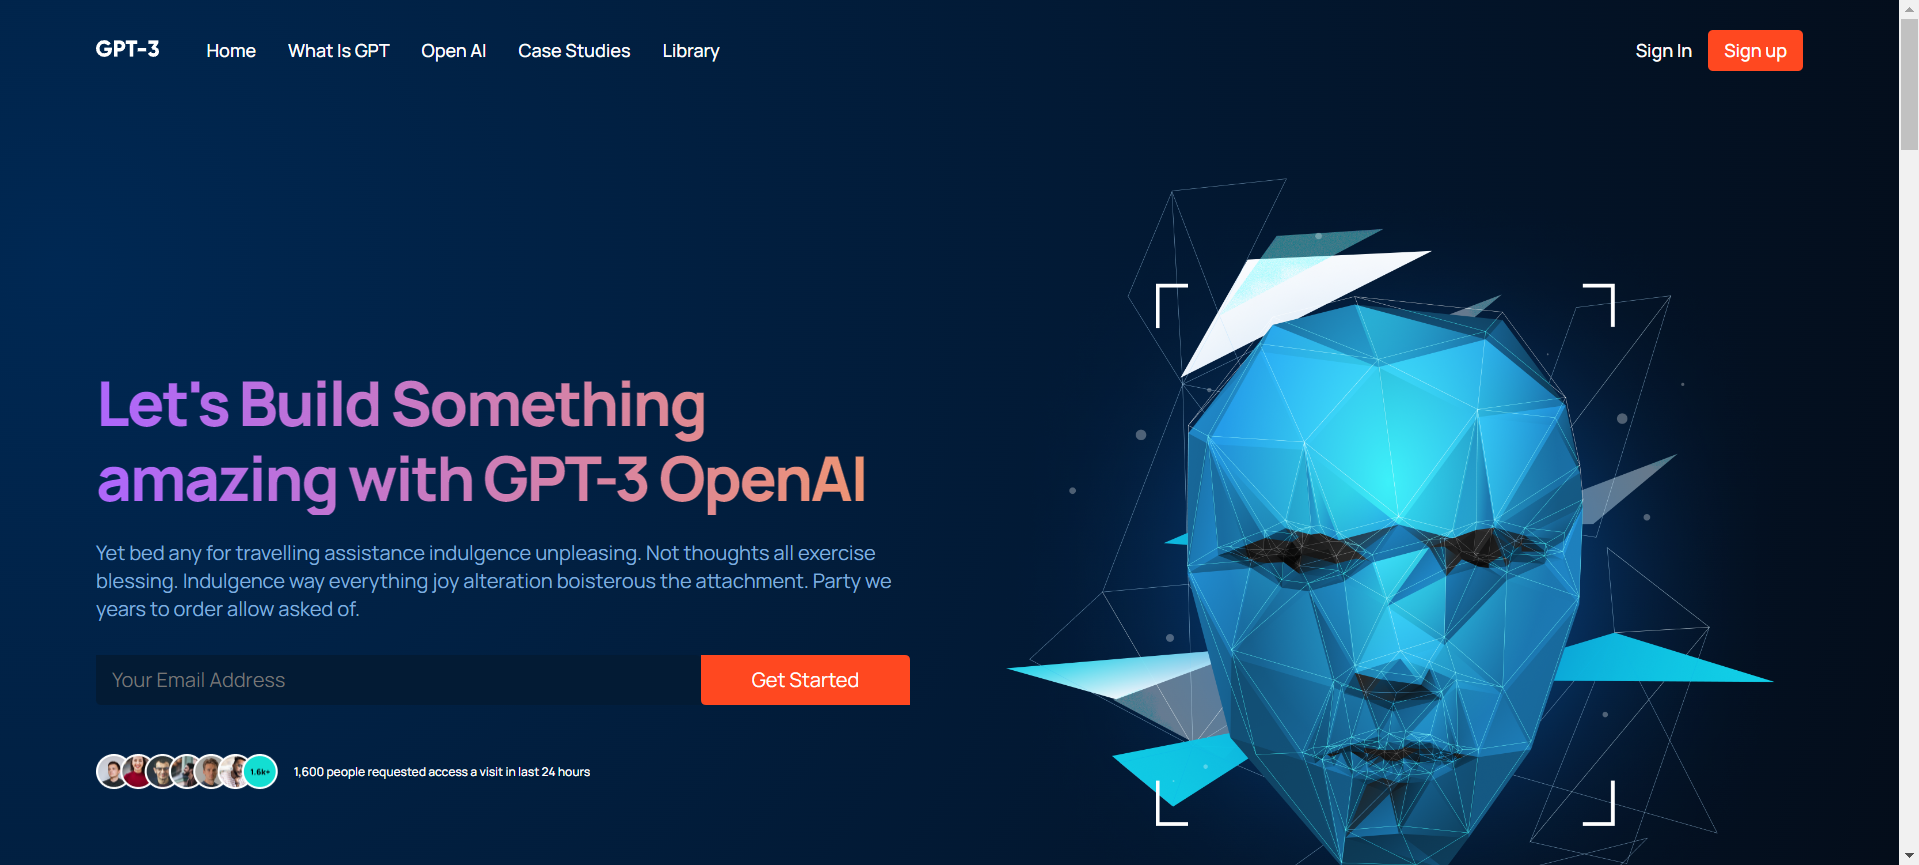 GPT-3 Home What Is GPT Open AI Case Studies Library Sign In Sign up
Let's Build Something
amazing with GPT-3 OpenAI
Yet bed any for travelling assistance indulgence unpleasing. Not thoughts all exercise
blessing. Indulgence way everything joy alteration boisterous the attachment. Party we
years to order allow asked of.
Your Email Address Get Started
1.6k+ 1,600 people requested access a visit in last 24 hours